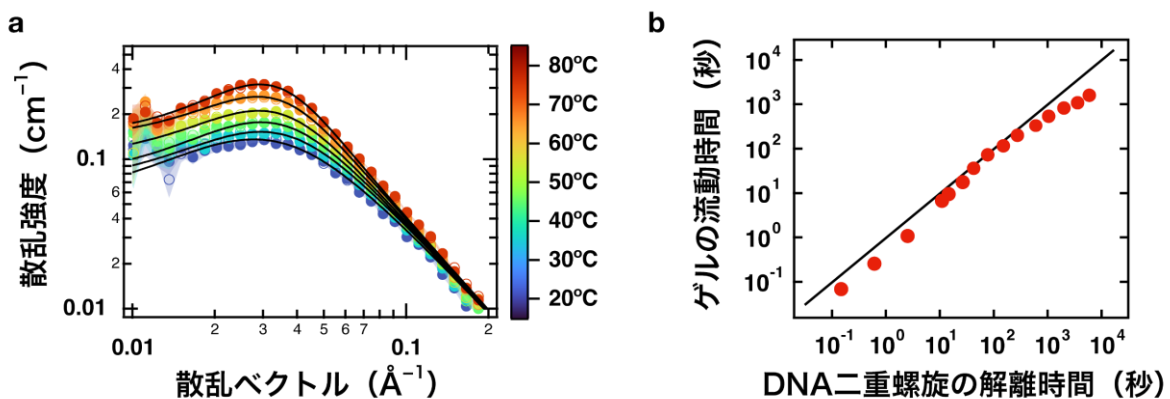 a
散乱強度（cm⁻¹）
4
2
0.1
6
4
2
0.01
0.01
2
3
4
5
6
7
0.1
2
散乱ベクトル（Å⁻¹）
80ºC
70ºC
60ºC
50ºC
40ºC
30ºC
20ºC
b
ゲルの流動時間（秒）
10⁴
10³
10²
10¹
10⁰
10⁻¹
10⁻¹
10⁰
10¹
10²
10³
10⁴
DNA二重螺旋の解離時間（秒）